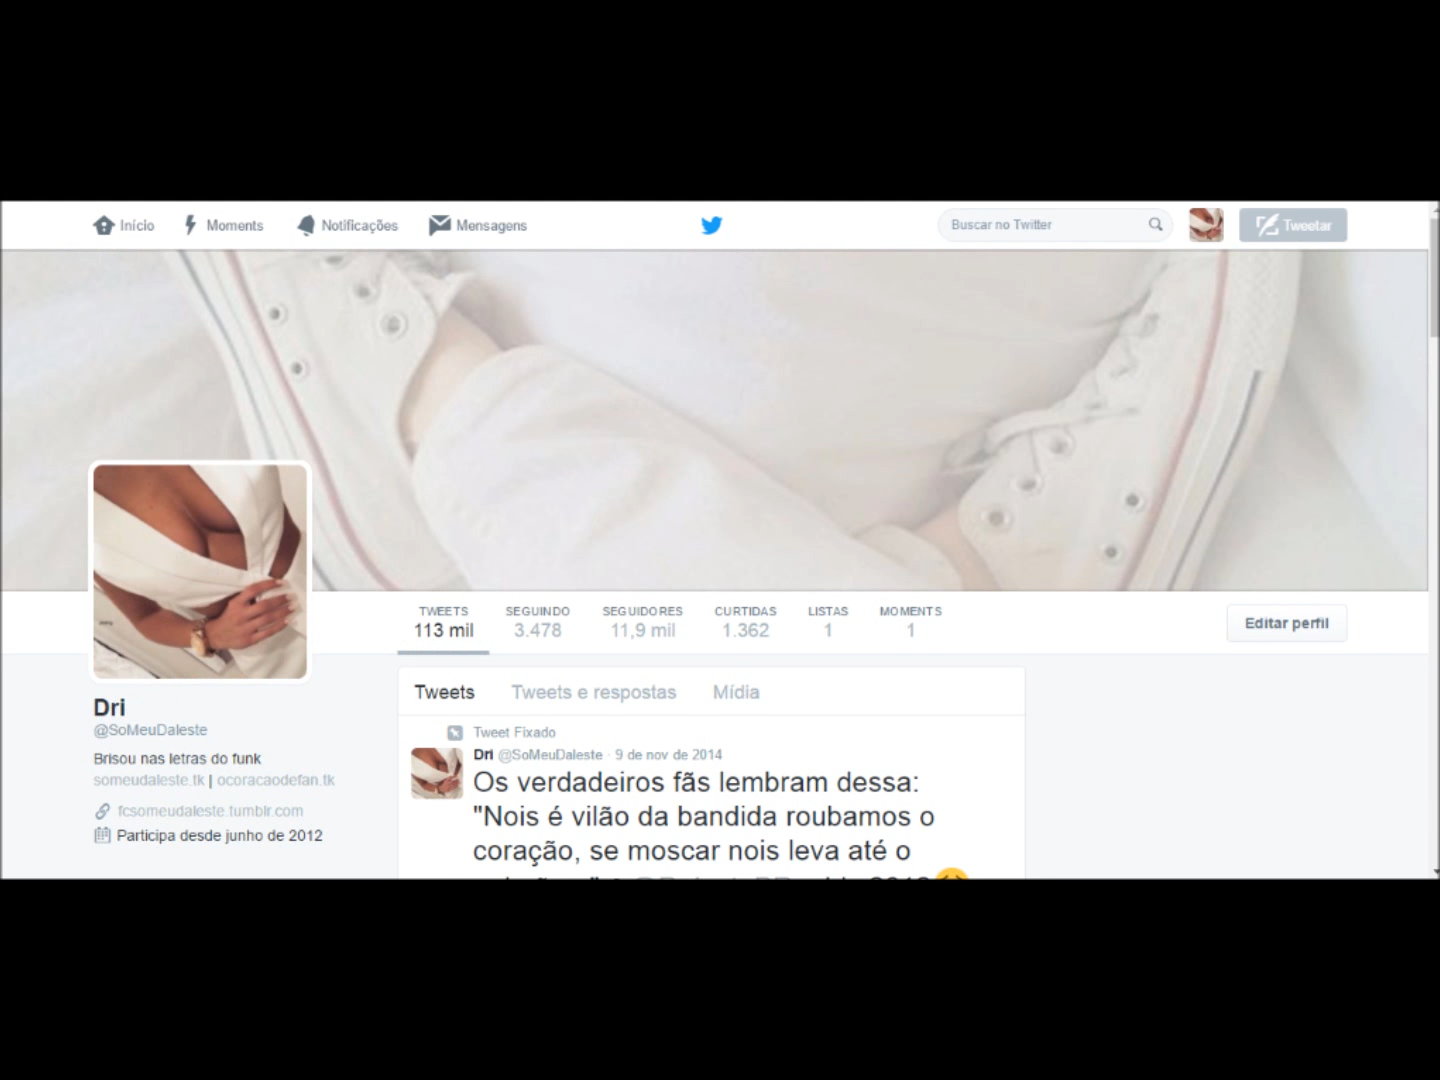 Início Moments Notificações Mensagens Buscar no Twitter Tweetar
TWEETS SEGUINDO SEGUIDORES CURTIDAS LISTAS MOMENTS
113 mil 3.478 11,9 mil 1.362 1 1
Editar perfil
Dri
@SoMeuDaleste
Brisou nas letras do funk
someudaleste.tk | ocoracaodefan.tk
fcsomeudaleste.tumblr.com
Participa desde junho de 2012
Tweets Tweets e respostas Mídia
Tweet Fixado
Dri @SoMeuDaleste · 9 de nov de 2014
Os verdadeiros fãs lembram dessa:
"Nois é vilão da bandida roubamos o
coração, se moscar nois leva até o